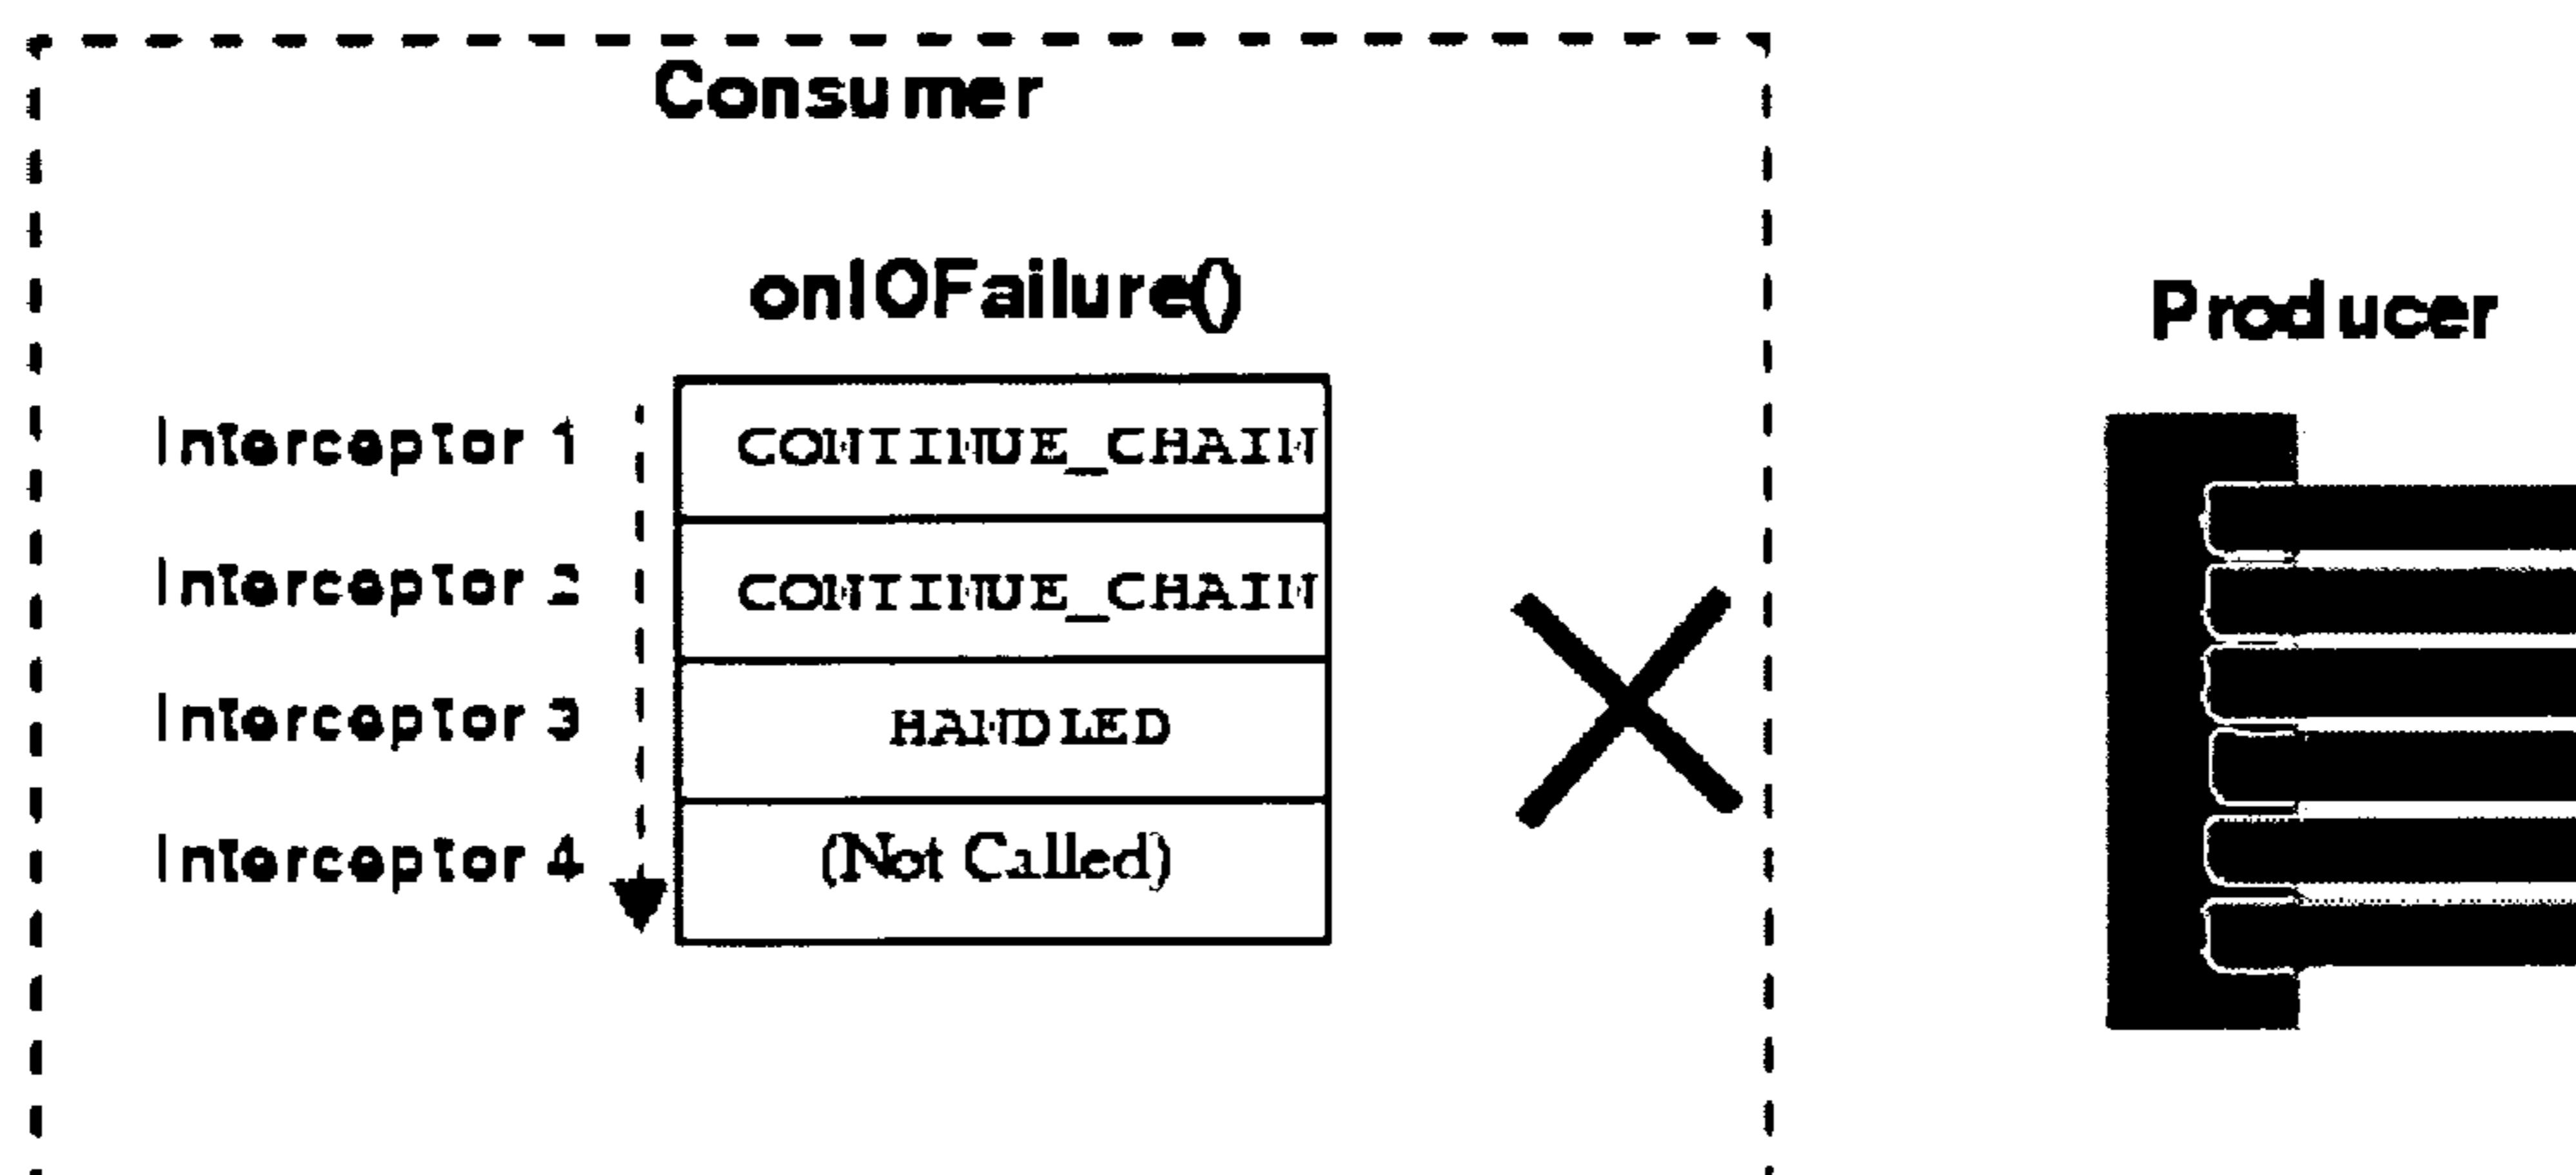 Consumer
onIOFailure()
Producer
Interceptor 1 CONTINUE_CHAIN
Interceptor 2 CONTINUE_CHAIN
Interceptor 3 HANDLED
Interceptor 4 (Not Called)